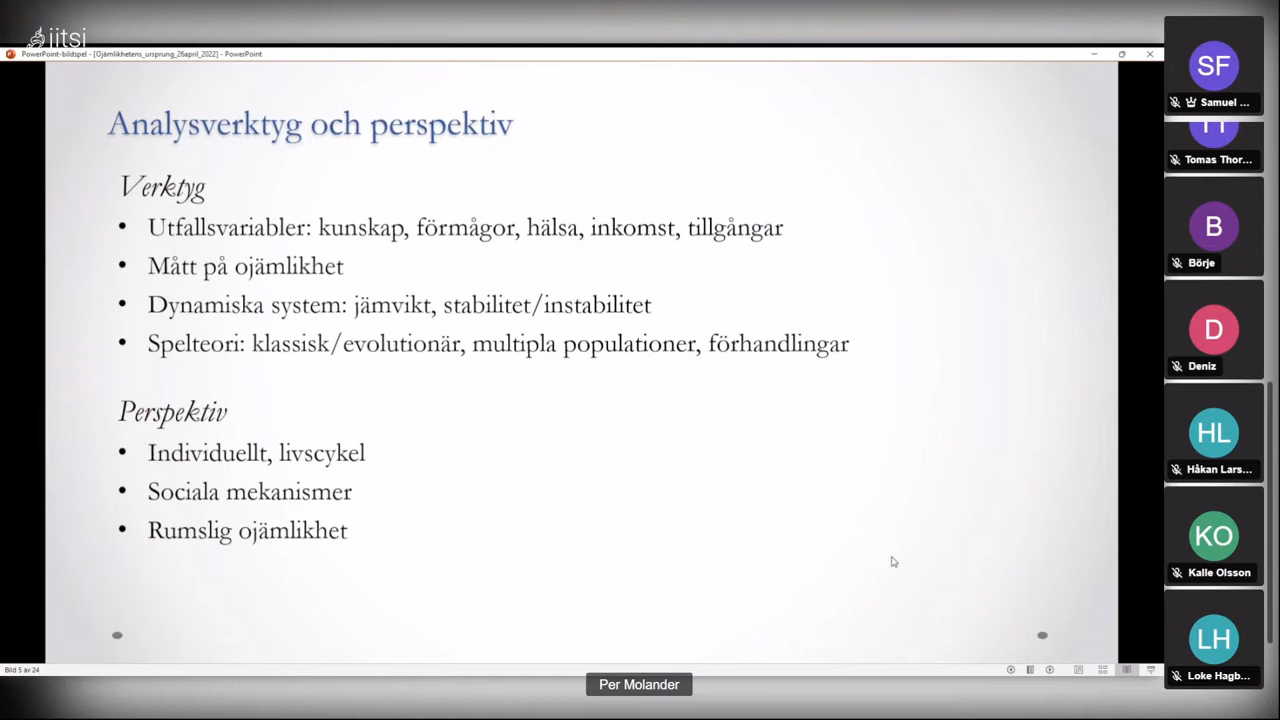 iitsi
PowerPoint-bildspel - [Ojämlikhetens_ursprung_26april_2022] - PowerPoint
Analysverktyg och perspektiv
Verktyg
• Utfallsvariabler: kunskap, förmågor, hälsa, inkomst, tillgångar
• Mått på ojämlikhet
• Dynamiska system: jämvikt, stabilitet/instabilitet
• Spelteori: klassisk/evolutionär, multipla populationer, förhandlingar
Perspektiv
• Individuellt, livscykel
• Sociala mekanismer
• Rumslig ojämlikhet
Bild 5 av 24
Per Molander
SF
Samuel ...
Tomas Thor...
B
Börje
D
Deniz
HL
Håkan Lars...
KO
Kalle Olsson
LH
Loke Hagb...